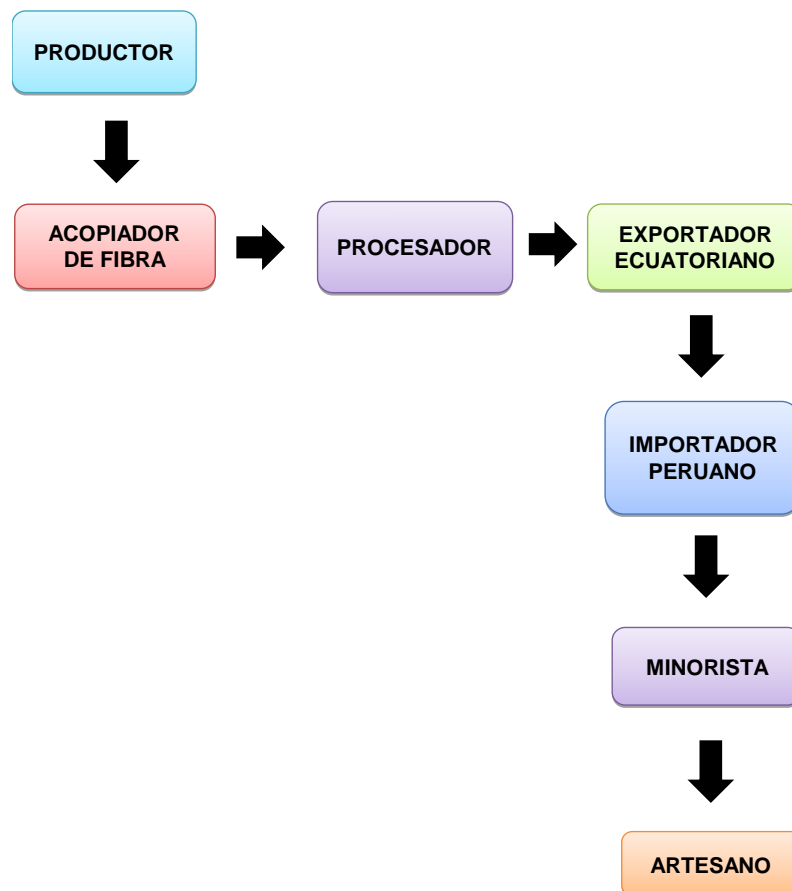 PRODUCTOR
ACOPIADOR
DE FIBRA
PROCESADOR
EXPORTADOR
ECUATORIANO
IMPORTADOR
PERUANO
MINORISTA
ARTESANO